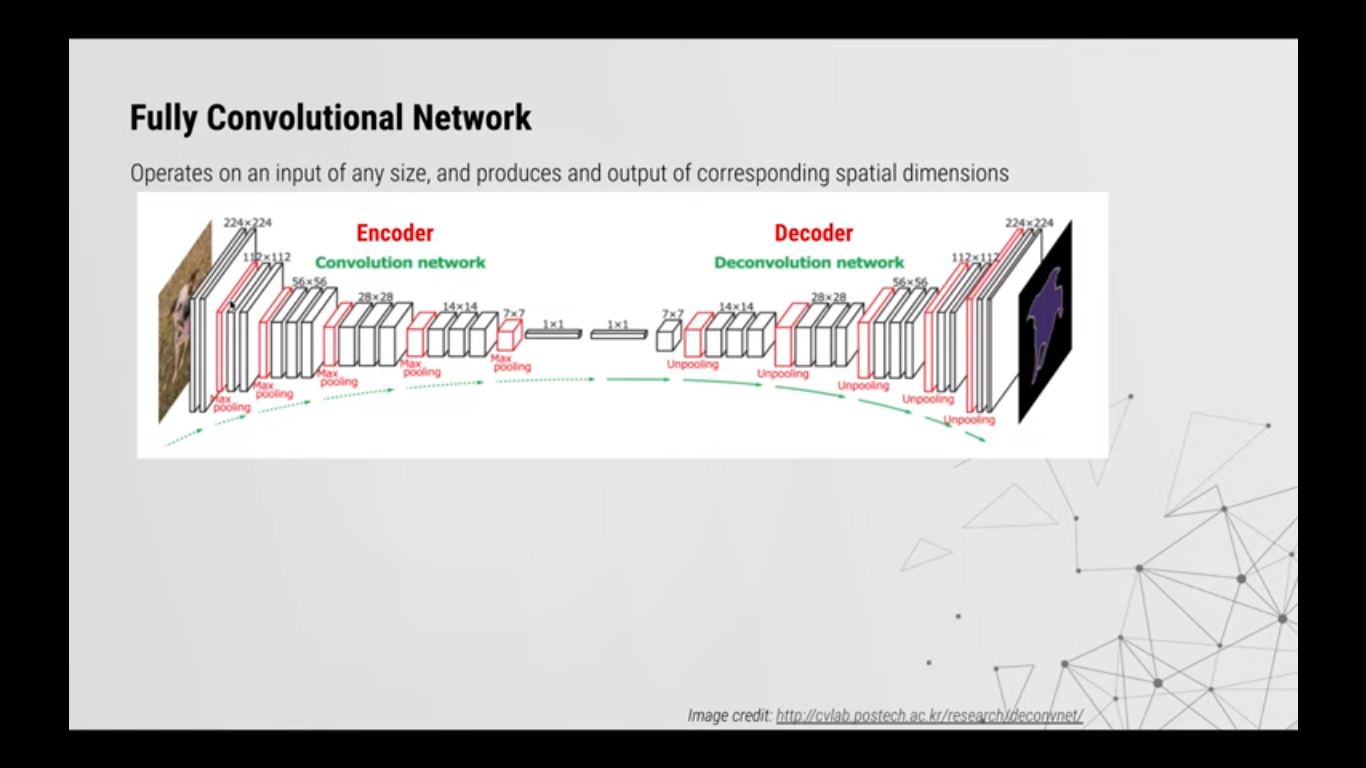 Fully Convolutional Network
Operates on an input of any size, and produces and output of corresponding spatial dimensions
Encoder
Convolution network
224×224
112×112
56×56
28×28
14×14
7×7
1×1
Max pooling
Max pooling
Max pooling
Max pooling
Max pooling
Decoder
Deconvolution network
1×1
7×7
14×14
28×28
56×56
112×112
224×224
Unpooling
Unpooling
Unpooling
Unpooling
Unpooling
Image credit: http://cvlab.postech.ac.kr/research/deconvnet/